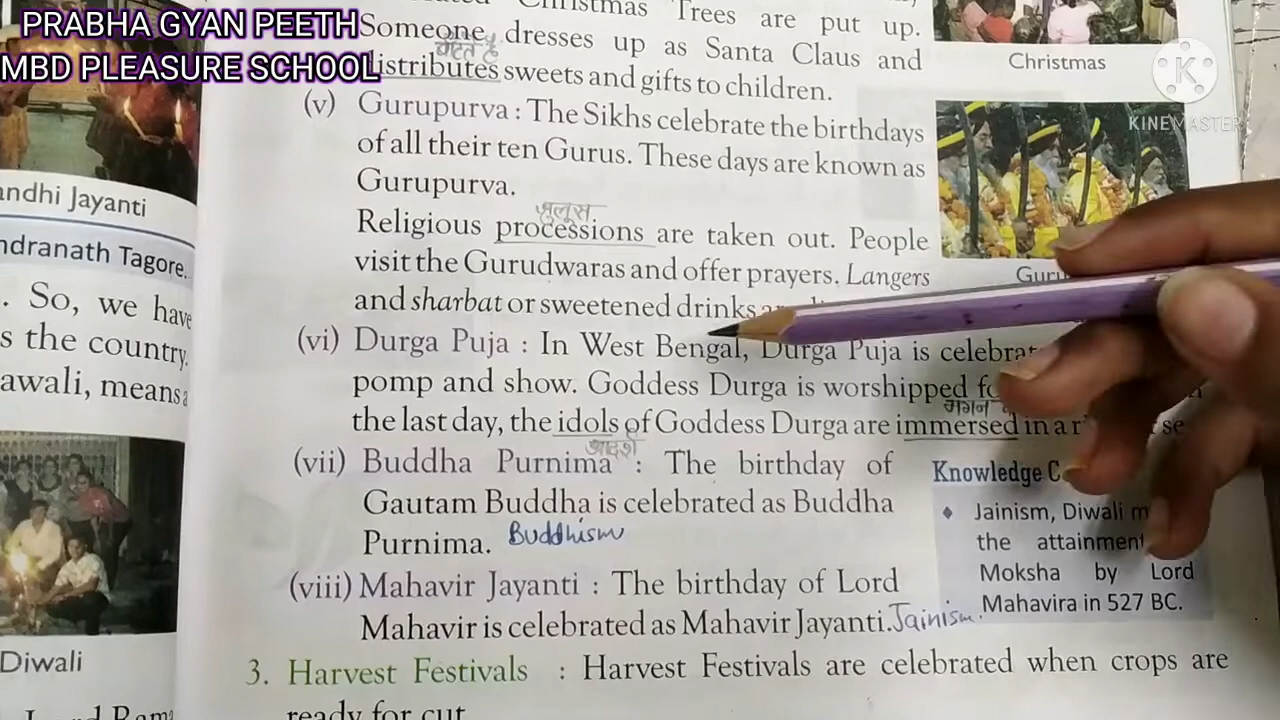 PRABHA GYAN PEETH
MBD PLEASURE SCHOOL
Christmas Trees are put up.
Someone dresses up as Santa Claus and
बाँटते है
distributes sweets and gifts to children.
Christmas
KINEMASTER
(v) Gurupurva : The Sikhs celebrate the birthdays
of all their ten Gurus. These days are known as
Gurupurva.
जुलूस
Religious processions are taken out. People
visit the Gurudwaras and offer prayers. Langers
and sharbat or sweetened drinks
(vi) Durga Puja : In West Bengal, Durga Puja is
pomp and show. Goddess Durga is worshipped
मगन
the last day, the idols of Goddess Durga are immersed in a
आदर्श
(vii) Buddha Purnima : The birthday of
Gautam Buddha is celebrated as Buddha
Purnima. Buddhism
(viii) Mahavir Jayanti : The birthday of Lord
Mahavir is celebrated as Mahavir Jayanti. Jainism.
3. Harvest Festivals : Harvest Festivals are celebrated when crops are
ready for cut
Knowledge
Jainism, Diwali
the attainment
Moksha by Lord
Mahavira in 527 BC.
Jayanti
Tagore.
. So, we have
the country.
means
Diwali